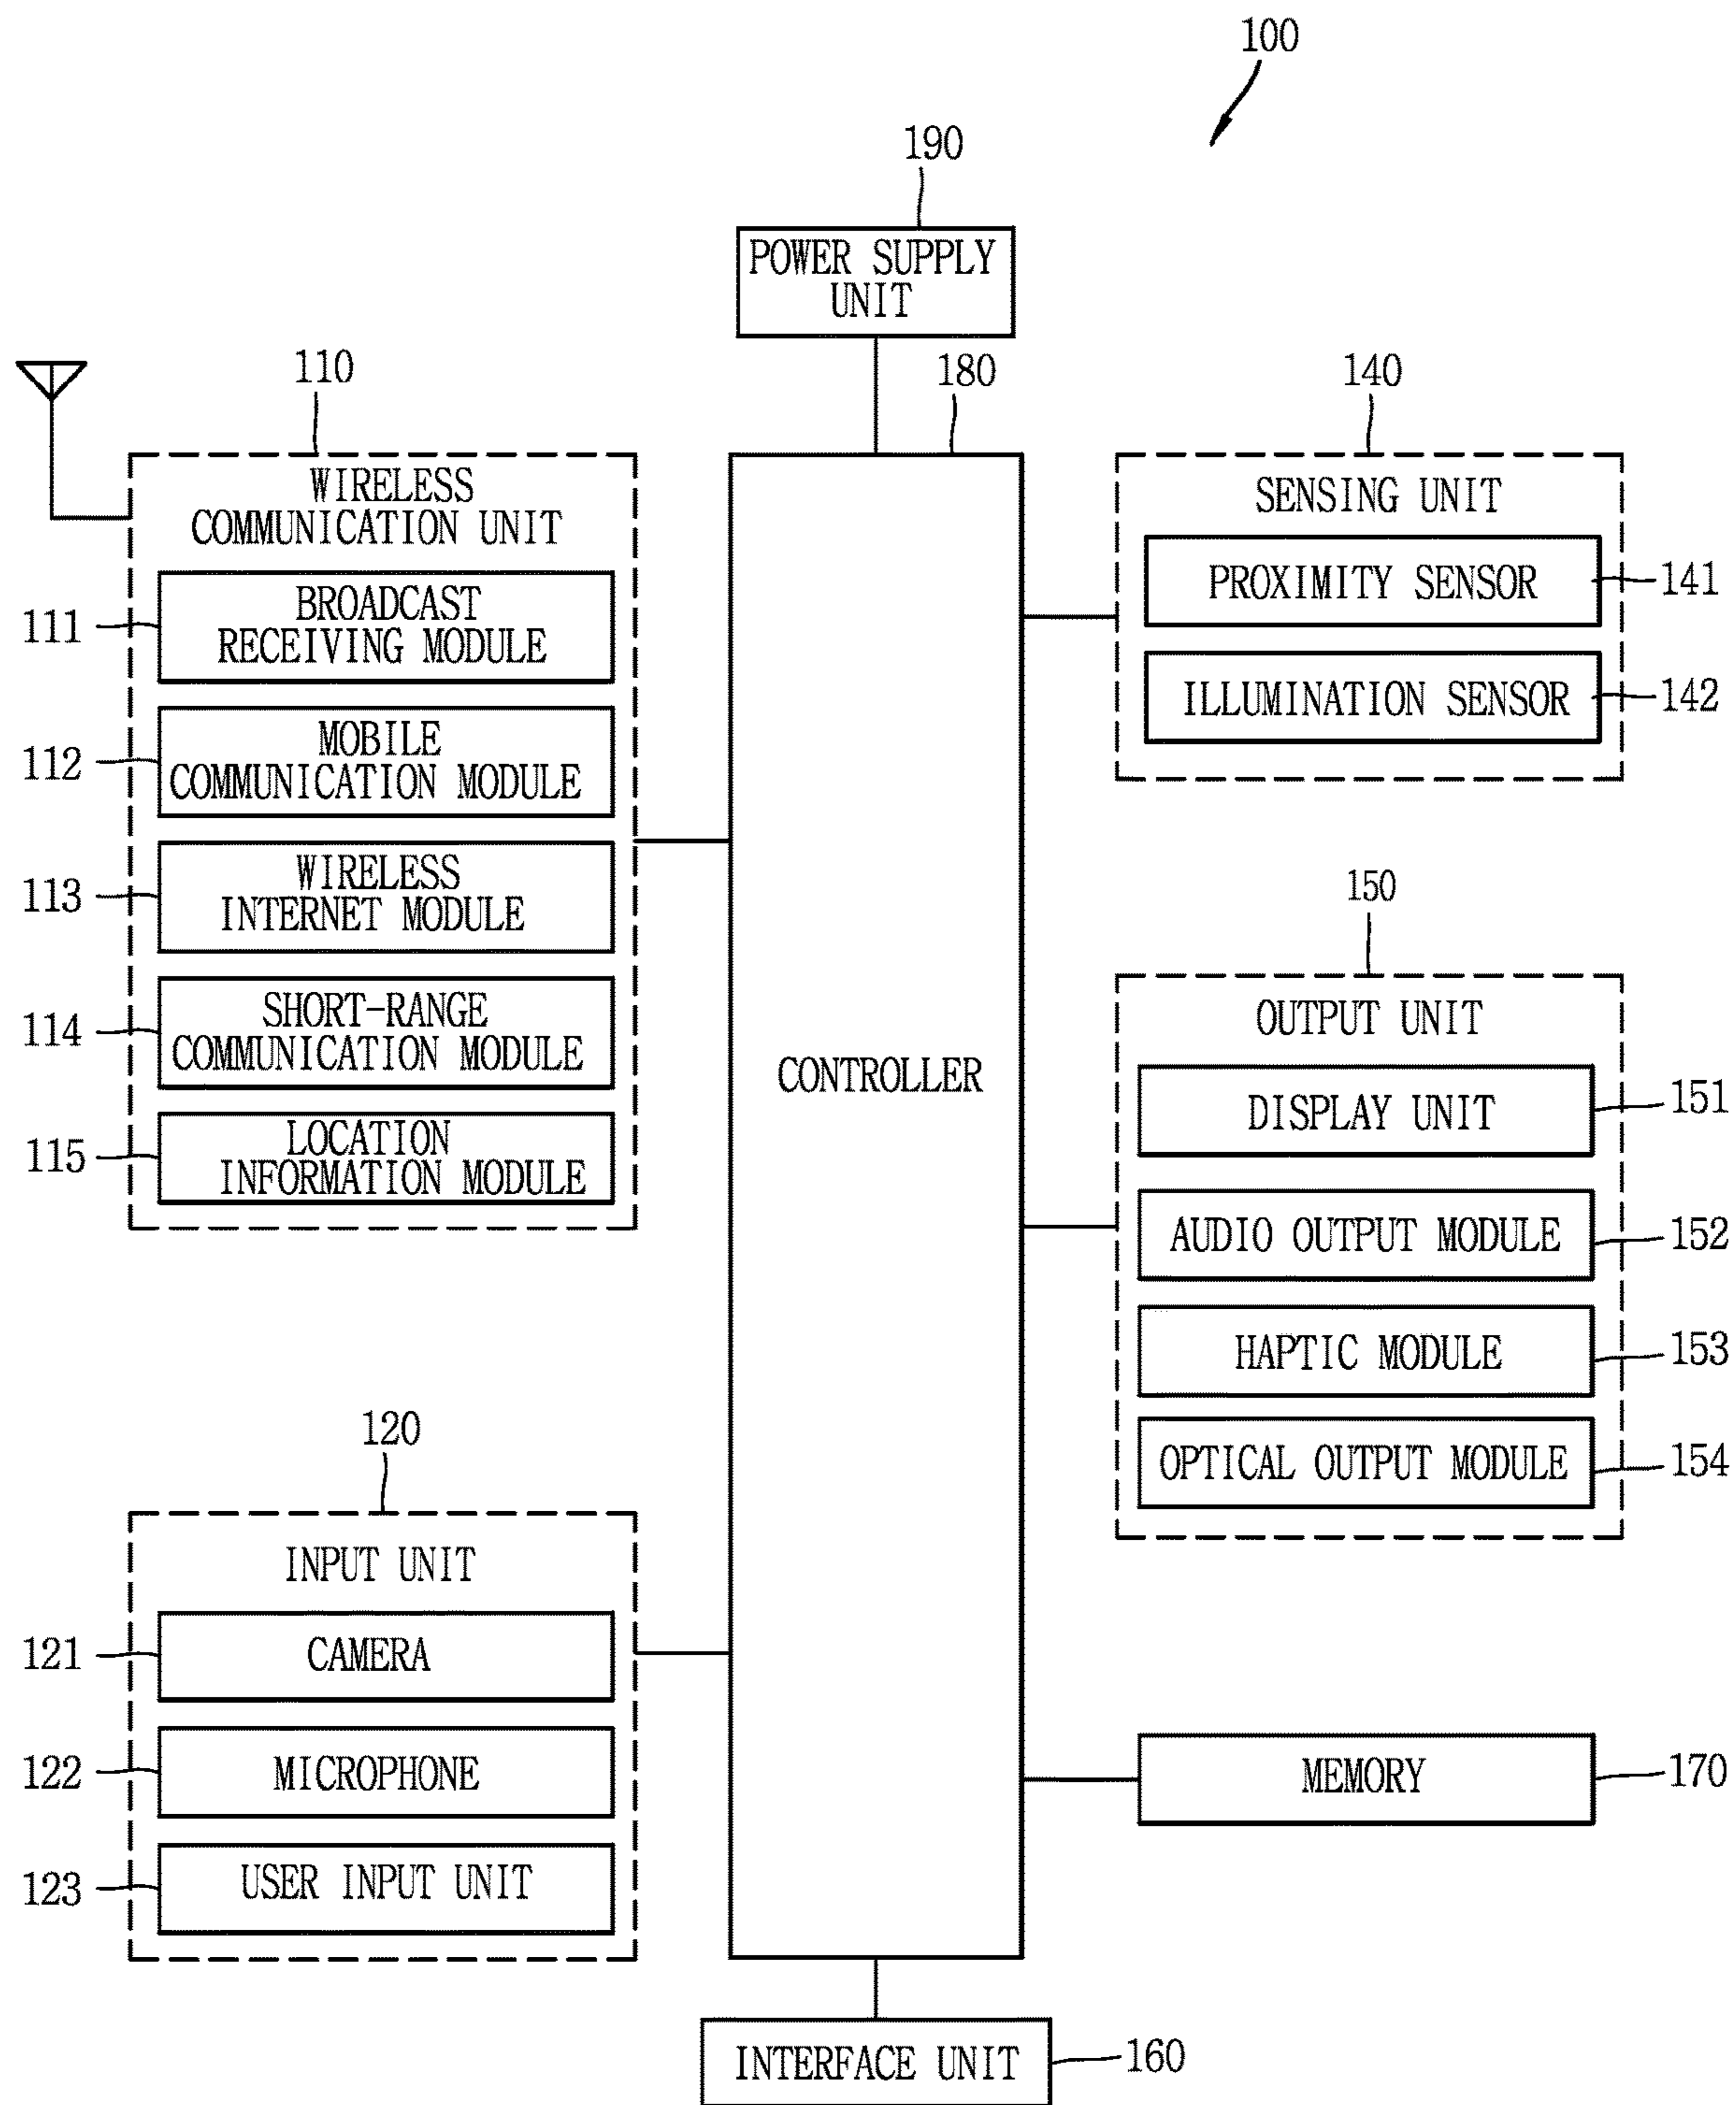 100
190
POWER SUPPLY
UNIT
110
180
140
WIRELESS
COMMUNICATION UNIT
111
BROADCAST
RECEIVING MODULE
112
MOBILE
COMMUNICATION MODULE
113
WIRELESS
INTERNET MODULE
114
SHORT-RANGE
COMMUNICATION MODULE
115
LOCATION
INFORMATION MODULE
120
INPUT UNIT
121
CAMERA
122
MICROPHONE
123
USER INPUT UNIT
CONTROLLER
SENSING UNIT
PROXIMITY SENSOR
141
ILLUMINATION SENSOR
142
150
OUTPUT UNIT
DISPLAY UNIT
151
AUDIO OUTPUT MODULE
152
HAPTIC MODULE
153
OPTICAL OUTPUT MODULE
154
MEMORY
170
INTERFACE UNIT
160